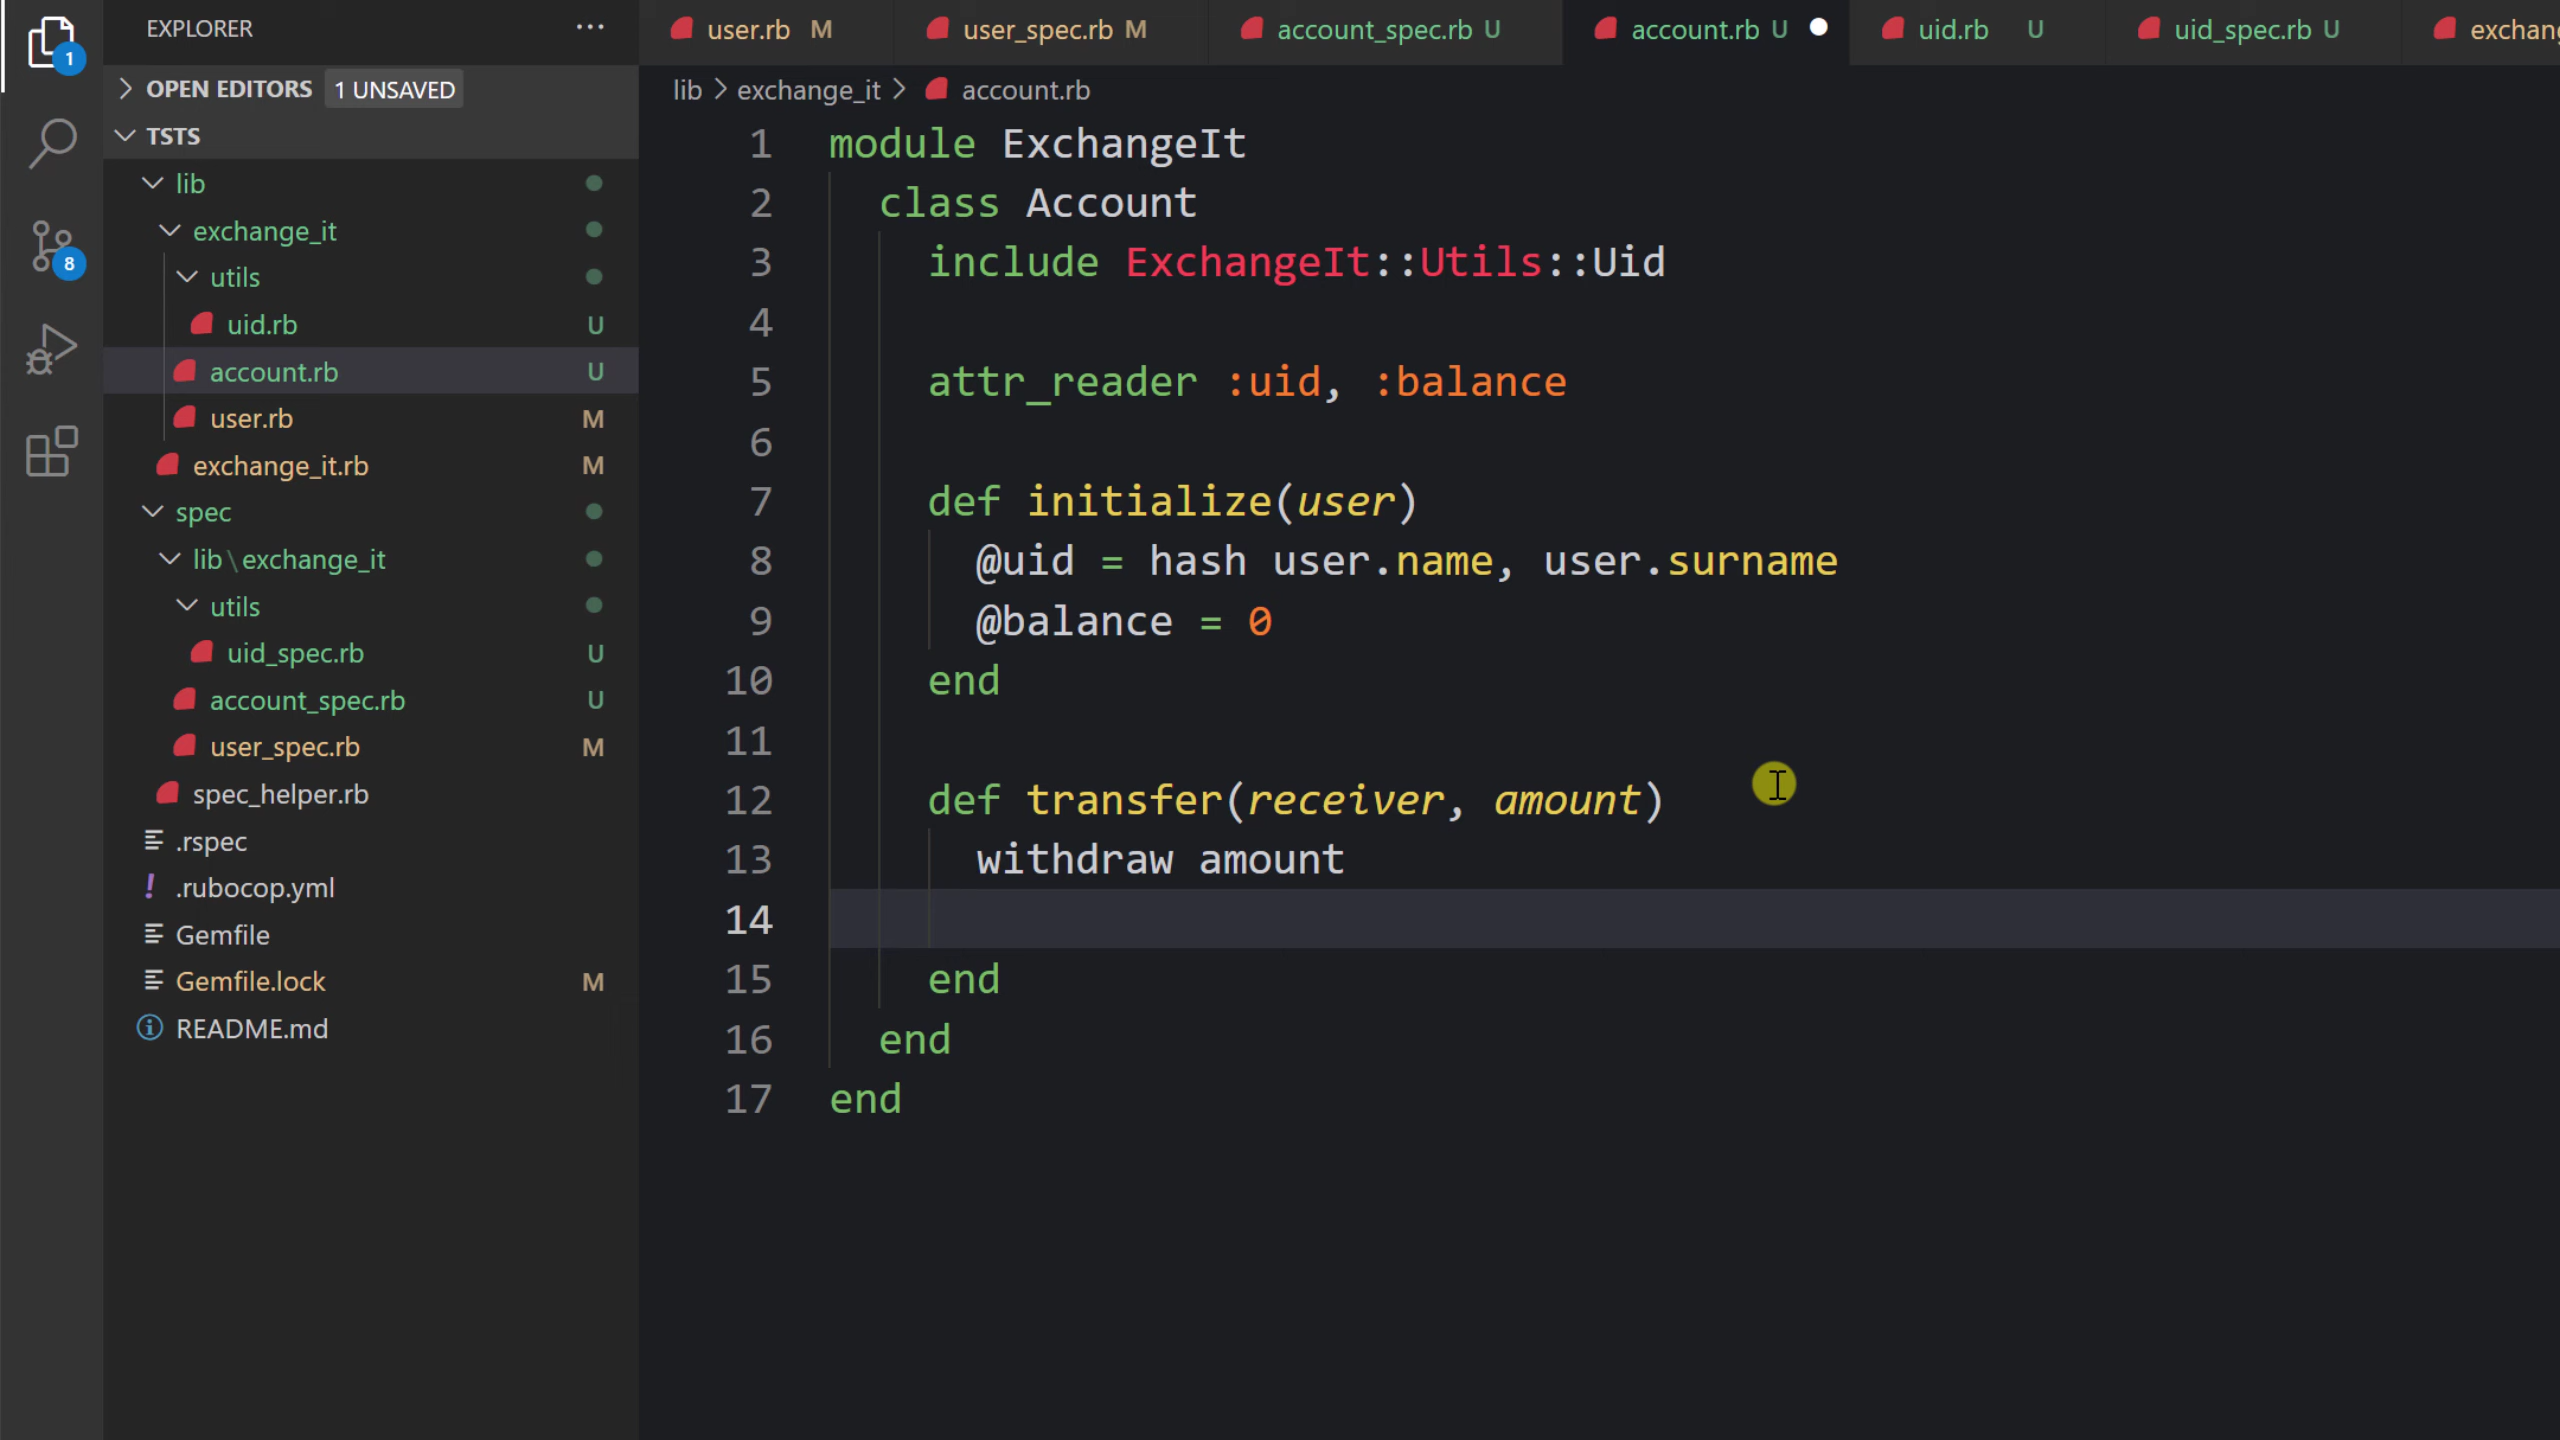 EXPLORER
OPEN EDITORS 1 UNSAVED
TSTS
lib
exchange_it
utils
uid.rb U
account.rb U
user.rb M
exchange_it.rb M
spec
lib\exchange_it
utils
uid_spec.rb U
account_spec.rb U
user_spec.rb M
spec_helper.rb
.rspec
.rubocop.yml
Gemfile
Gemfile.lock M
README.md
1
8
user.rb M user_spec.rb M account_spec.rb U account.rb U uid.rb U uid_spec.rb U exchang
lib > exchange_it > account.rb
1 module ExchangeIt
2 class Account
3 include ExchangeIt::Utils::Uid
4
5 attr_reader :uid, :balance
6
7 def initialize(user)
8 @uid = hash user.name, user.surname
9 @balance = 0
10 end
11
12 def transfer(receiver, amount)
13 withdraw amount
14
15 end
16 end
17 end